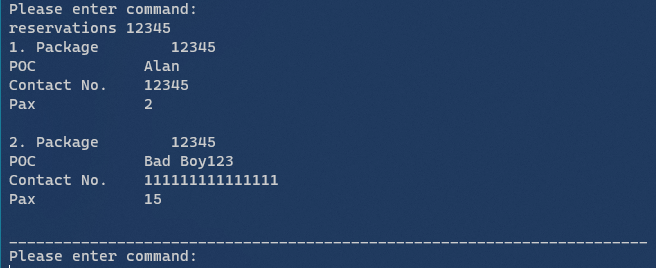 Please enter command:
reservations 12345
1. Package        12345
POC            Alan
Contact No.    12345
Pax            2
2. Package        12345
POC            Bad Boy123
Contact No.    111111111111111
Pax            15
_______________________________________________________________________
Please enter command: